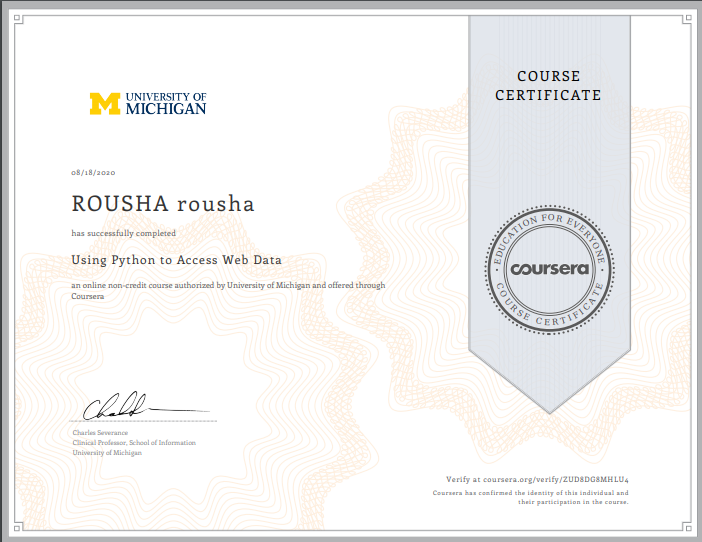 UNIVERSITY OF
MICHIGAN
08/18/2020
ROUSHA rousha
has successfully completed
Using Python to Access Web Data
an online non-credit course authorized by University of Michigan and offered through
Coursera
Charles Severance
Clinical Professor, School of Information
University of Michigan
COURSE
CERTIFICATE
EDUCATION FOR EVERYONE
coursera
COURSE CERTIFICATE
Verify at coursera.org/verify/ZUD8DG8MHLU4
Coursera has confirmed the identity of this individual and
their participation in the course.